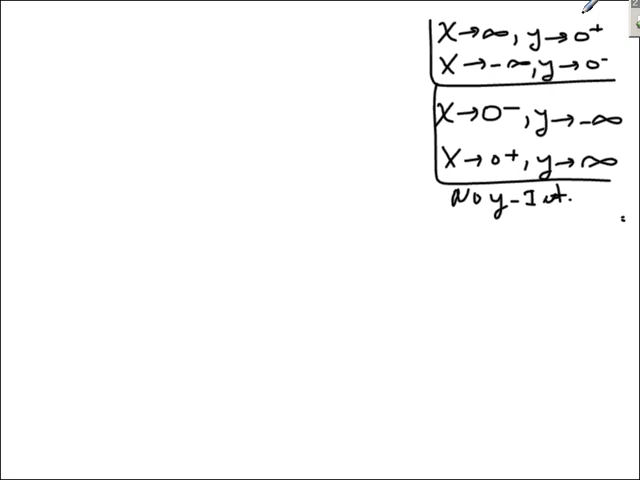 X→∞, y→0⁺
X→-∞, y→0⁻
X→0⁻, y→-∞
X→0⁺, y→∞
No y-Int.